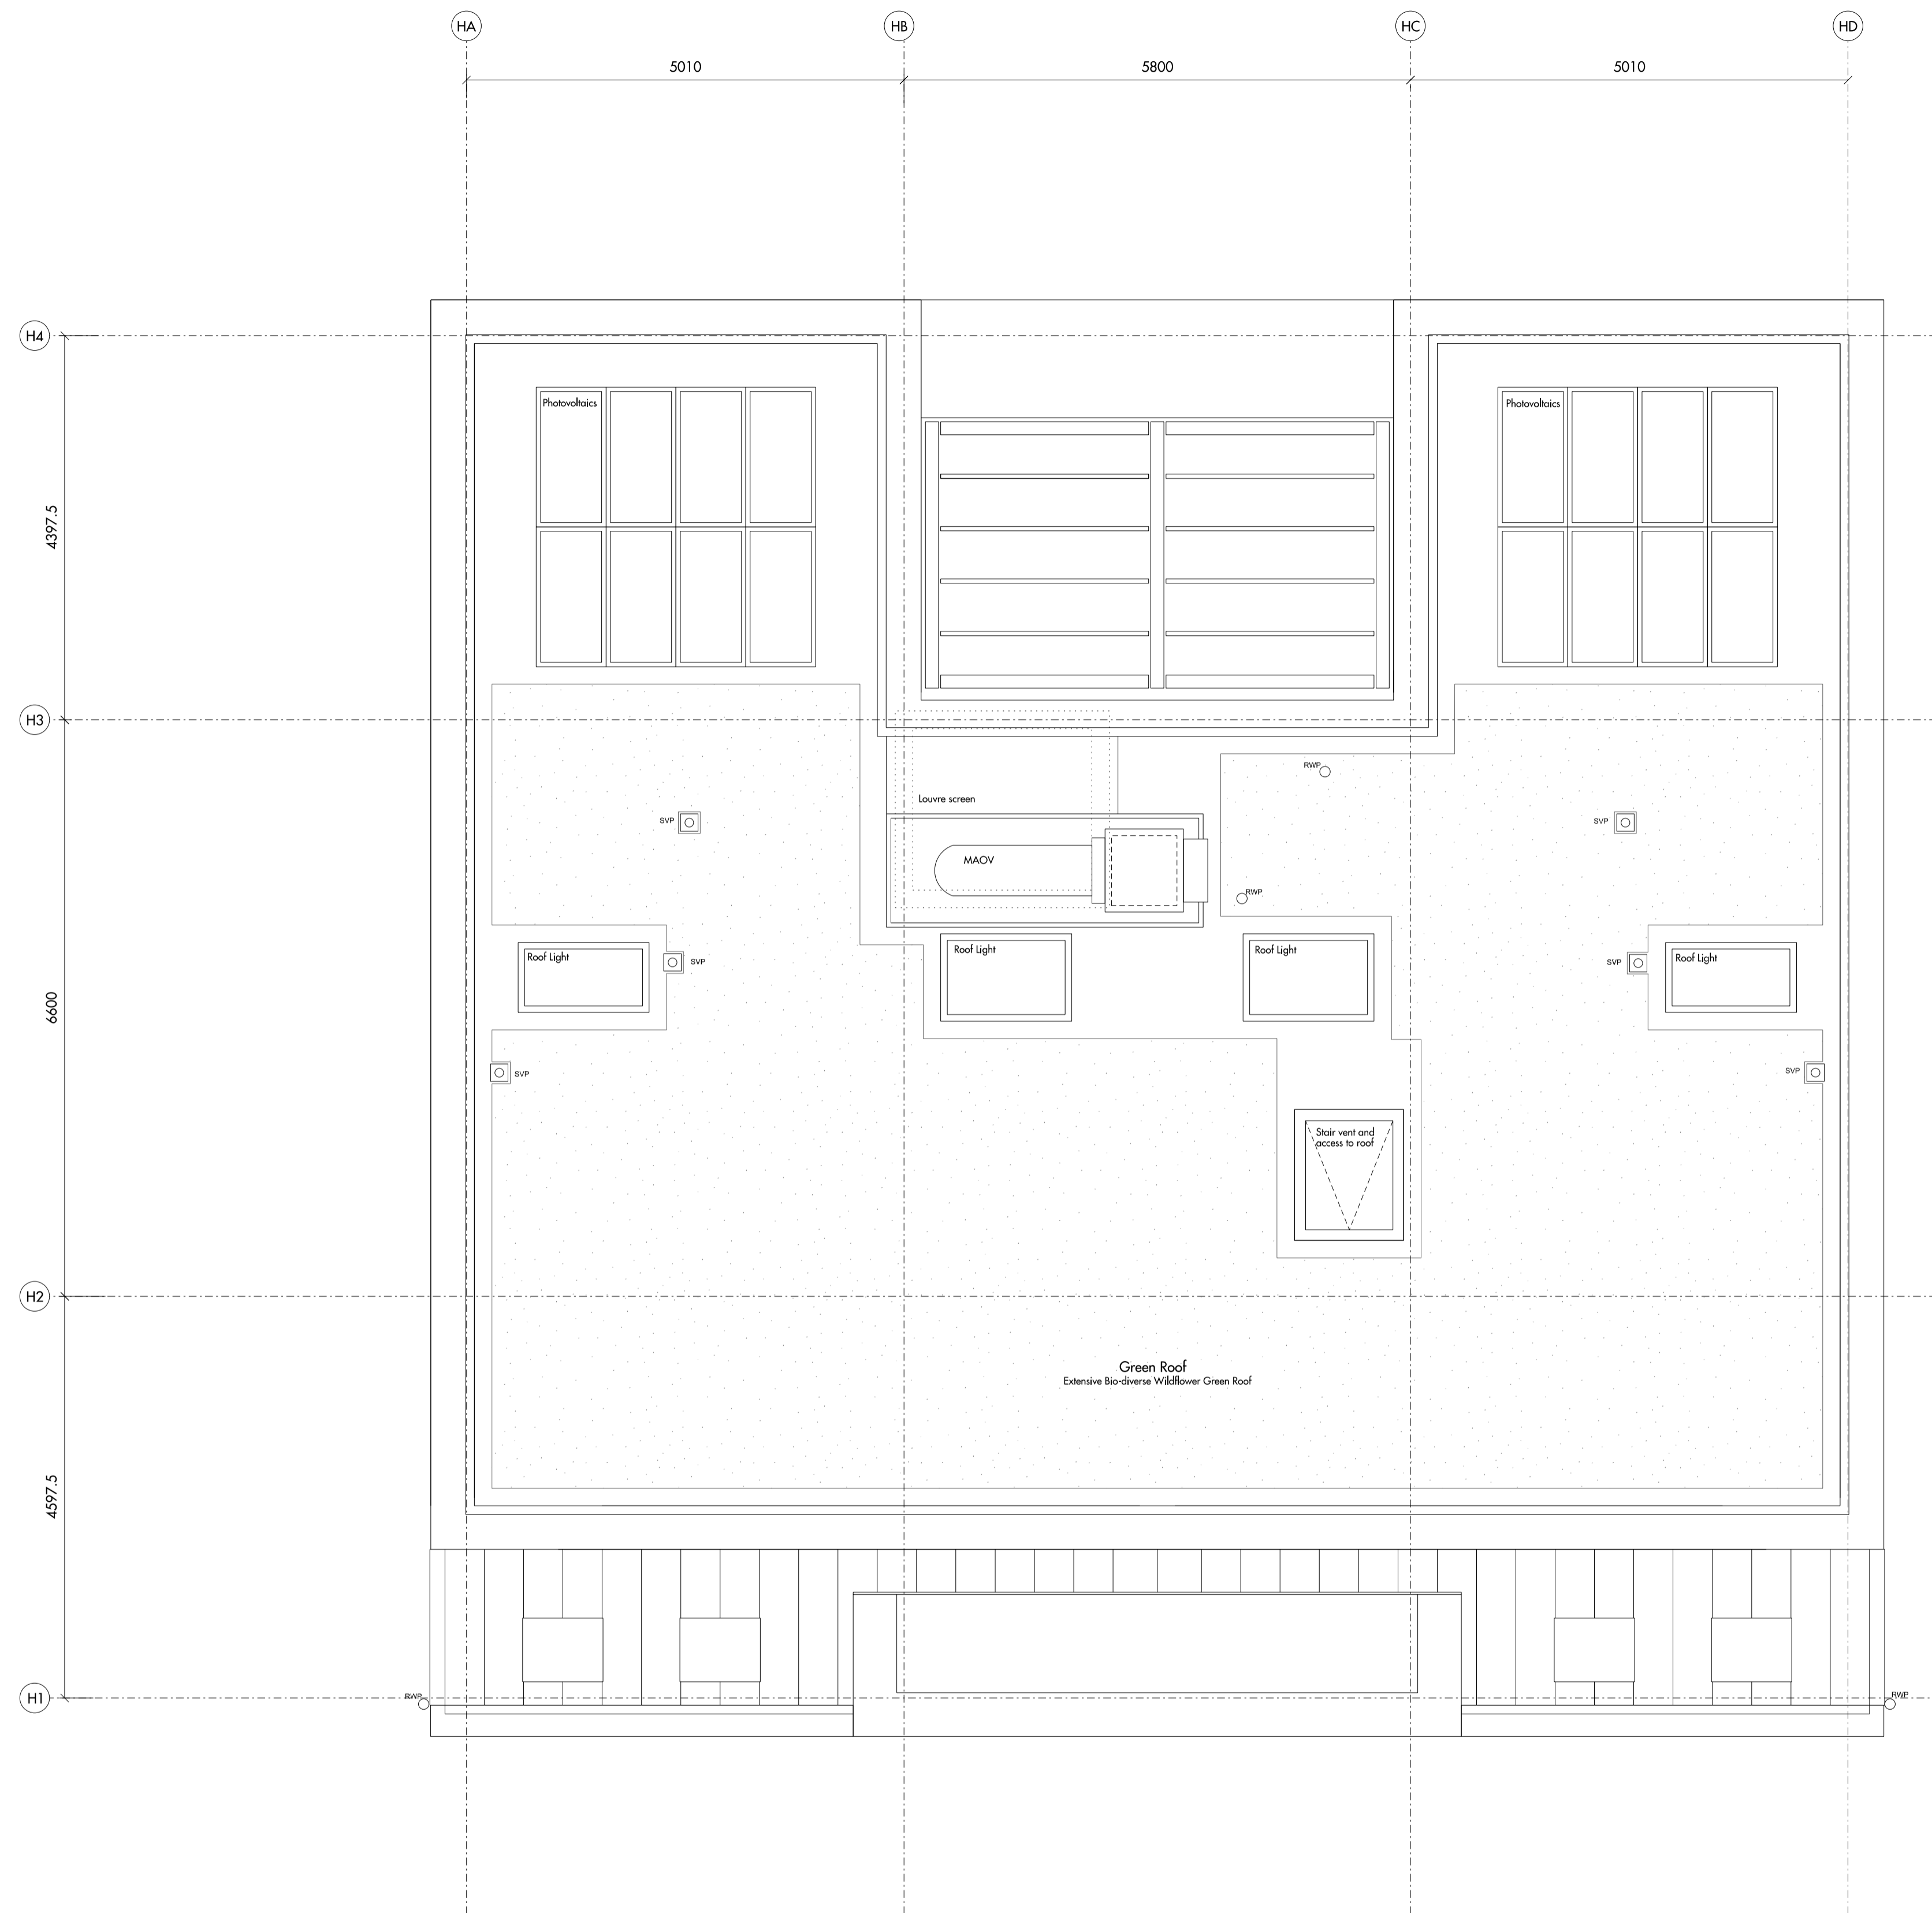 HA
HB
HC
HD
5010
5800
5010
H4
Photovoltaics
Photovoltaics
4397.5
H3
RWP
Louvre screen
SVP
SVP
MAOV
RWP
Roof Light
SVP
Roof Light
Roof Light
SVP
Roof Light
6600
SVP
SVP
Stair vent and
access to roof
H2
Green Roof
Extensive Bio-diverse Wildflower Green Roof
4597.5
H1
RWP
RWP